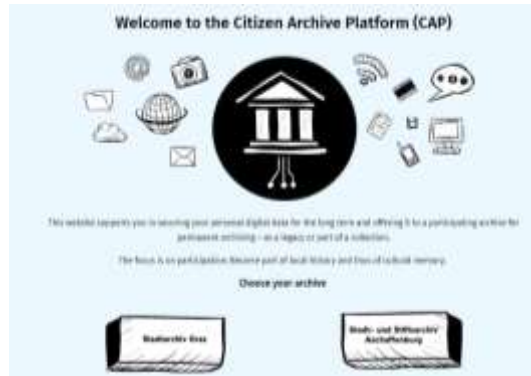 Welcome to the Citizen Archive Platform (CAP)
This website supports you in securing your personal digital data for the long term and offering it to a participating archive for
permanent archiving – as a legacy or part of a collection.
The focus is on participation: Become part of local history and thus of cultural memory.
Choose your archive
Stadtarchiv Graz
Stadt- und Stiftsarchiv
Aschaffenburg